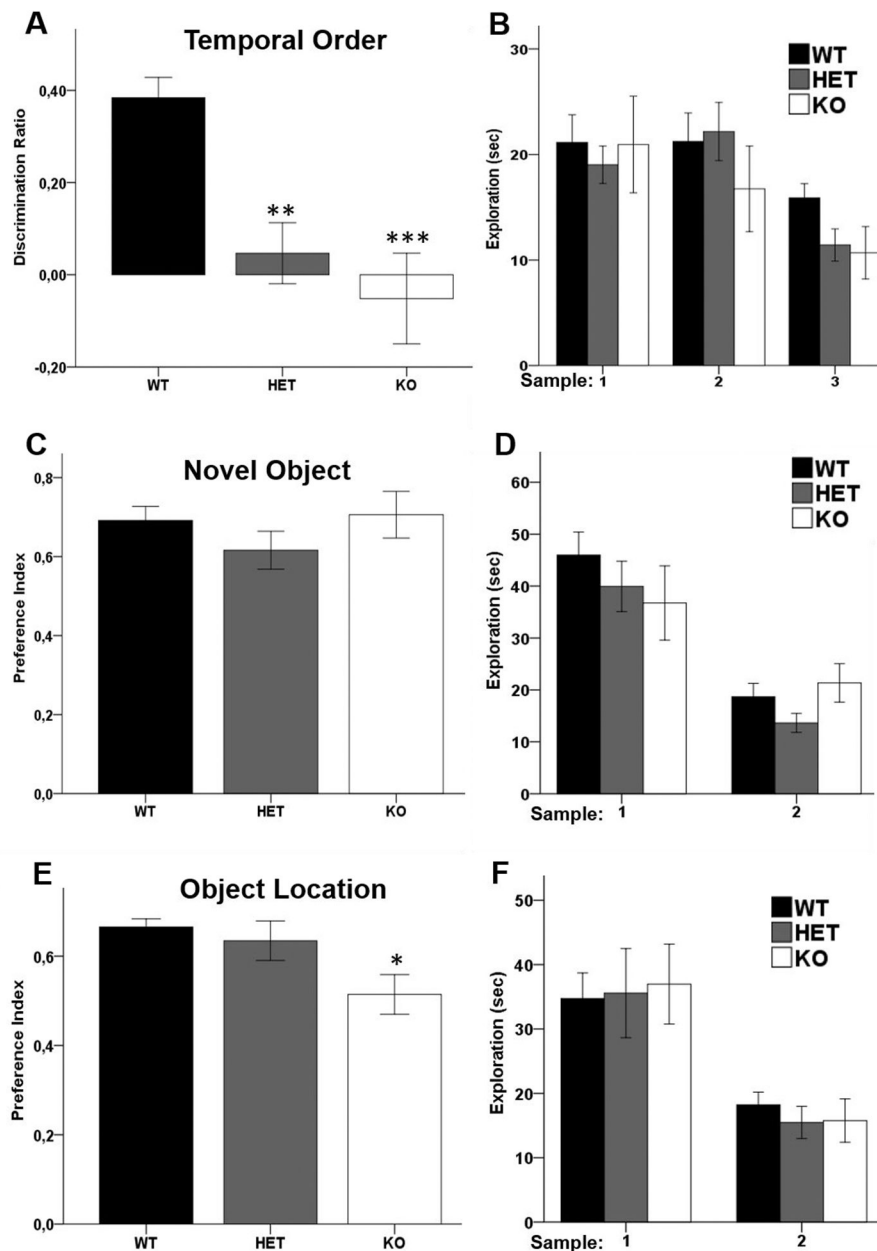 A
Temporal Order
Discrimination Ratio
0,40
0,20
0,00
-0,20
**
***
WT HET KO
B
WT
HET
KO
Exploration (sec)
30
20
10
0
Sample: 1 2 3
C
Novel Object
Preference Index
0,8
0,6
0,4
0,2
0,0
WT HET KO
D
WT
HET
KO
Exploration (sec)
60
50
40
30
20
10
0
Sample: 1 2
E
Object Location
Preference Index
0,6
0,4
0,2
0,0
*
WT HET KO
F
WT
HET
KO
Exploration (sec)
50
40
30
20
10
0
Sample: 1 2